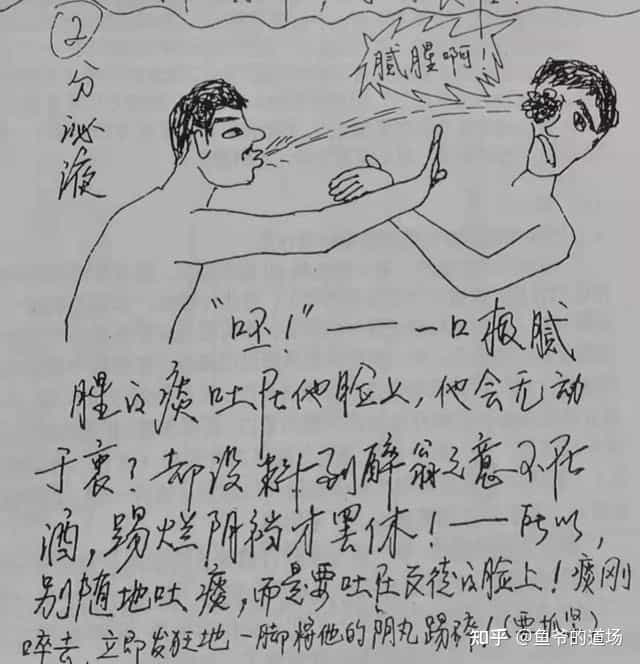 ②分泌液
腻腥啊!
“呸!”——一口极腻
腥的痰吐在他脸上,他会无动
于衷?却没料到醉翁之意不在
酒,踢烂阴裆才罢休!——所以,
别随地吐痰,而是要吐在反徒的脸上!痰刚
啐去,立即发狂地一脚将他的阴丸踢碎!(要抓紧)
知乎 @鱼爷的道场